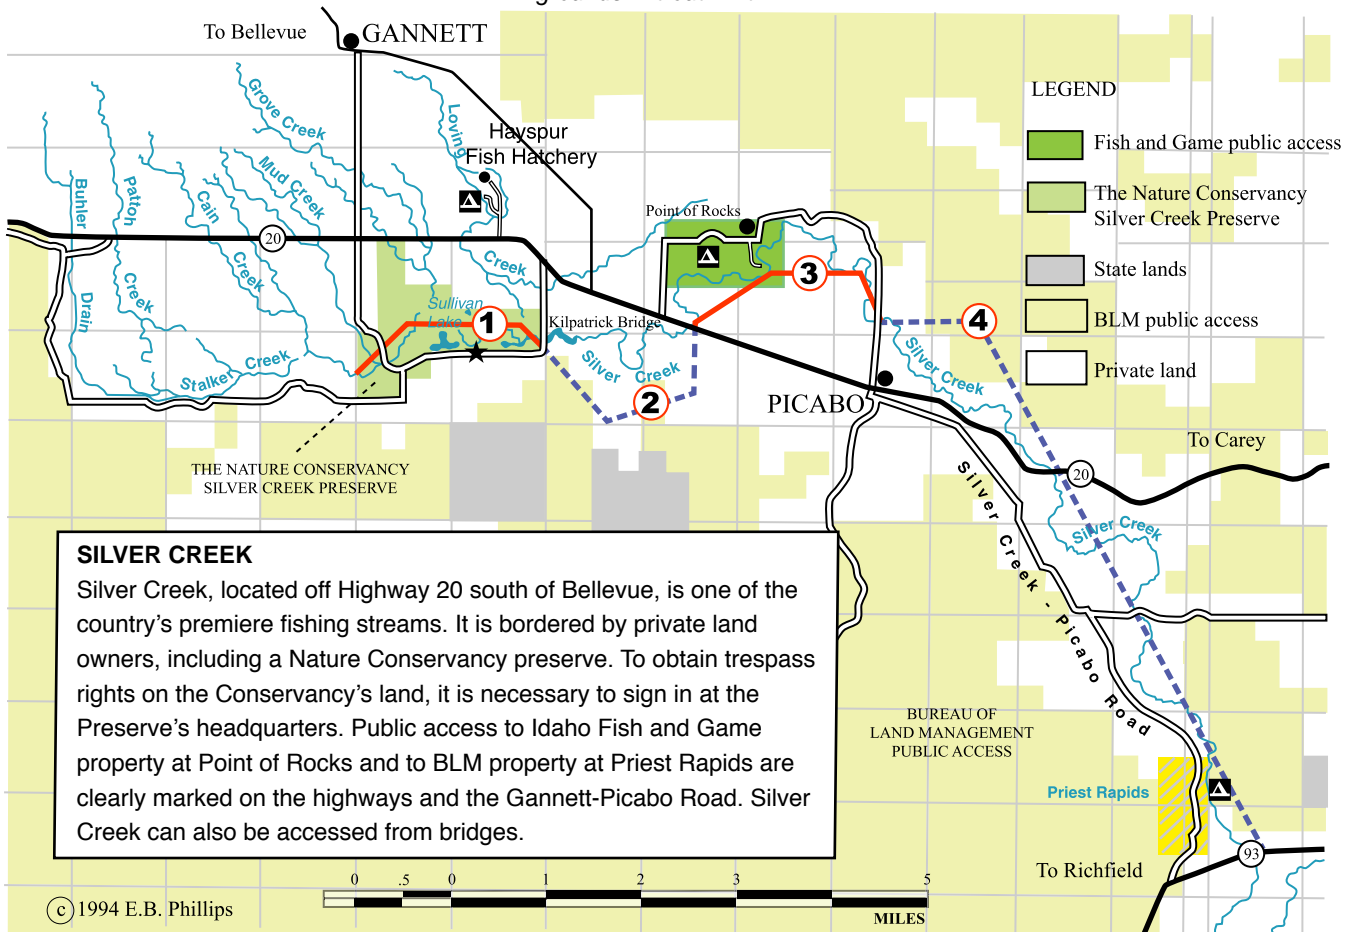 To Bellevue
GANNETT
Grove Creek
Loving
Hayspur
Fish Hatchery
LEGEND
Fish and Game public access
The Nature Conservancy
Silver Creek Preserve
State lands
BLM public access
Private land
Buhler
Drain
Patton
Creek
Cain
Creek
Mud Creek
20
Creek
Point of Rocks
Sullivan
Lake
1
Kilpatrick Bridge
3
4
Stalker Creek
Silver
Creek
2
Silver Creek
PICABO
To Carey
THE NATURE CONSERVANCY
SILVER CREEK PRESERVE
20
Silver Creek
Silver Creek - Picabo Road
SILVER CREEK
Silver Creek, located off Highway 20 south of Bellevue, is one of the
country’s premiere fishing streams. It is bordered by private land
owners, including a Nature Conservancy preserve. To obtain trespass
rights on the Conservancy’s land, it is necessary to sign in at the
Preserve’s headquarters. Public access to Idaho Fish and Game
property at Point of Rocks and to BLM property at Priest Rapids are
clearly marked on the highways and the Gannett-Picabo Road. Silver
Creek can also be accessed from bridges.
BUREAU OF
LAND MANAGEMENT
PUBLIC ACCESS
Priest Rapids
93
To Richfield
0 .5 0 1 2 3 5
MILES
c 1994 E.B. Phillips